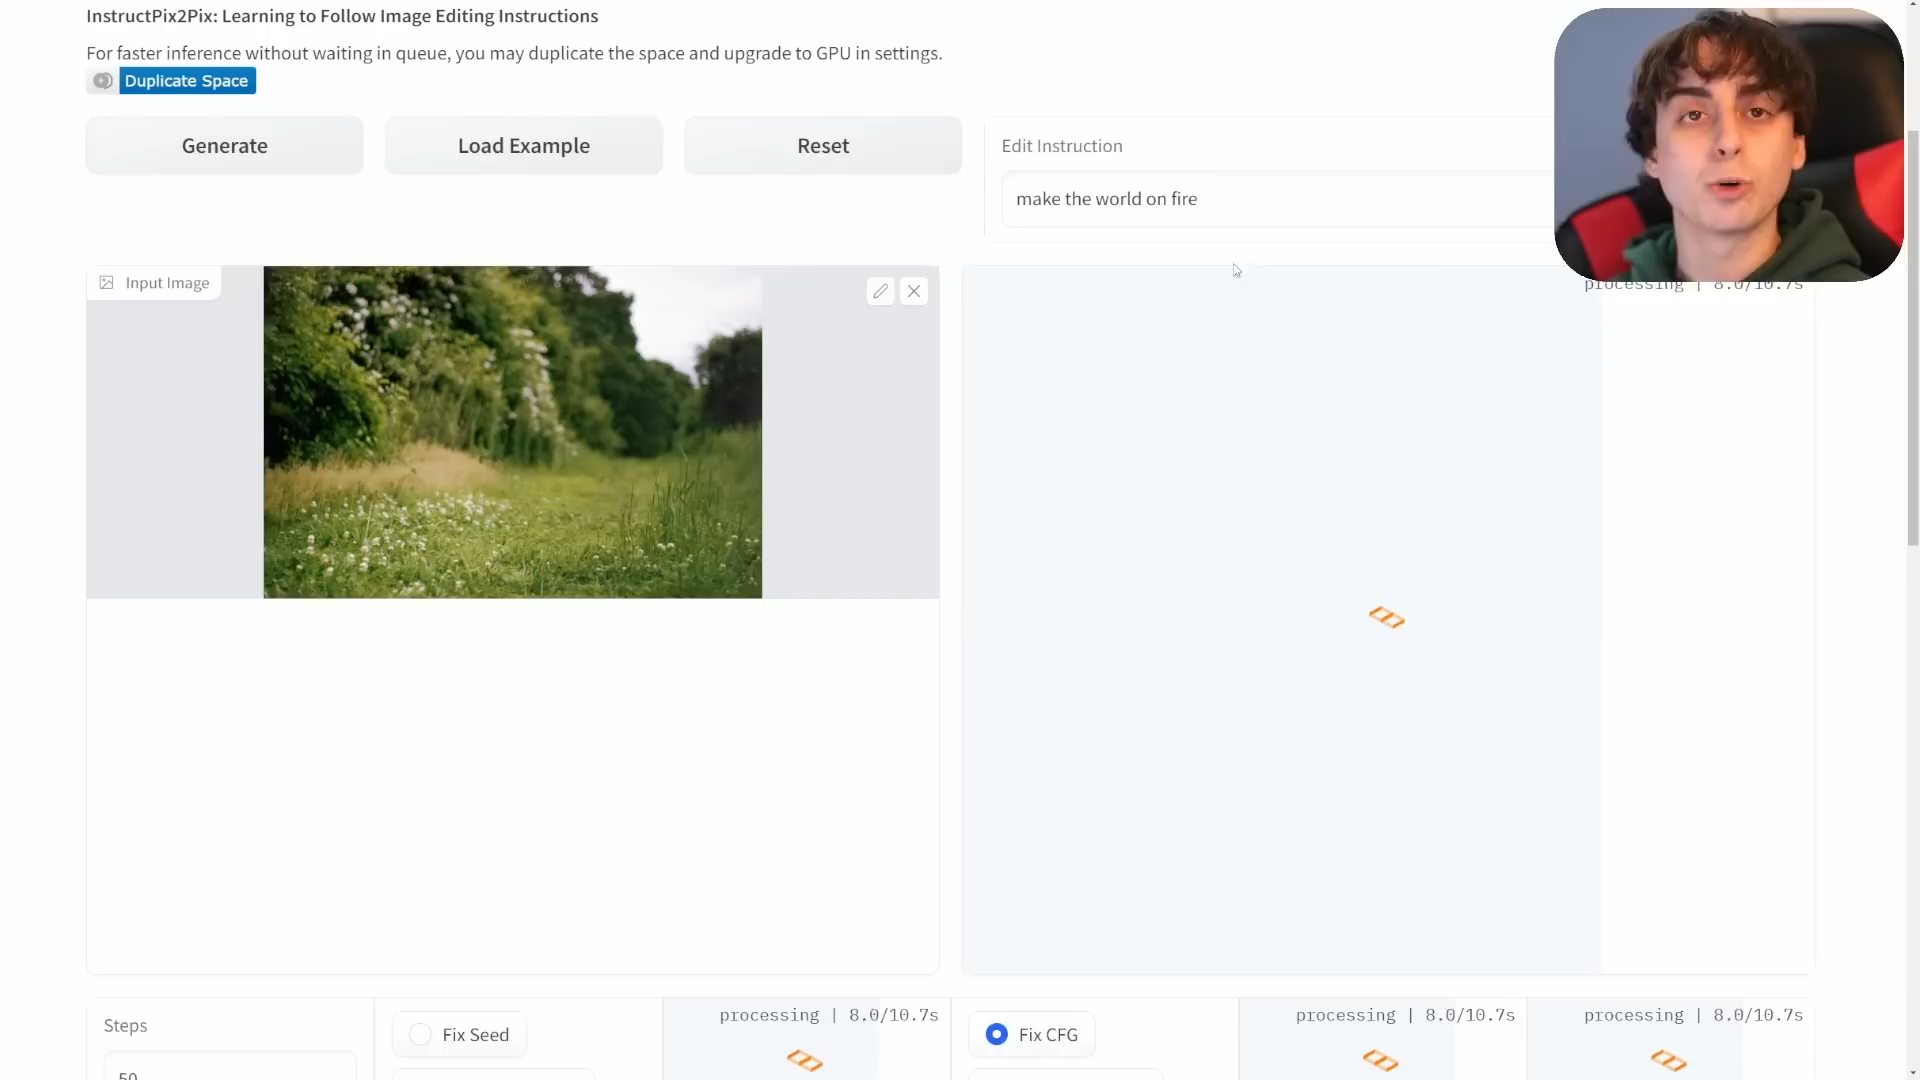 InstructPix2Pix: Learning to Follow Image Editing Instructions
For faster inference without waiting in queue, you may duplicate the space and upgrade to GPU in settings.
Duplicate Space
Generate
Load Example
Reset
Edit Instruction
make the world on fire
Input Image
processing | 8.0/10.7s
Steps
processing | 8.0/10.7s
processing | 8.0/10.7s
processing | 8.0/10.7s
Fix Seed
Fix CFG
50